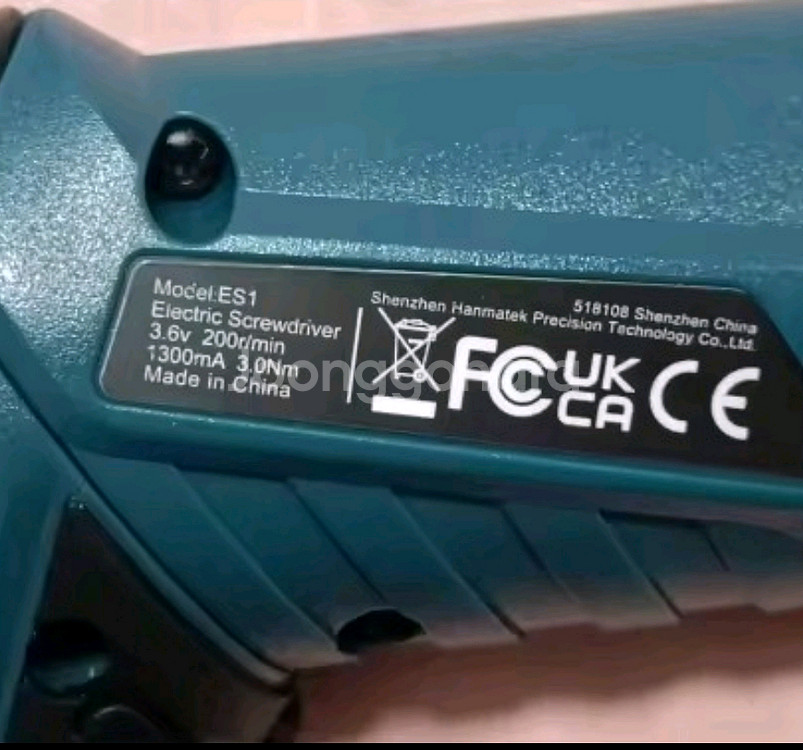 Model:ES1
Electric Screwdriver
3.6v 200r/min
1300mA 3.0Nm
Made in China
518108 Shenzhen China
Shenzhen Hanmatek Precision Technology Co.,Ltd.
FC
UK
CA
CE